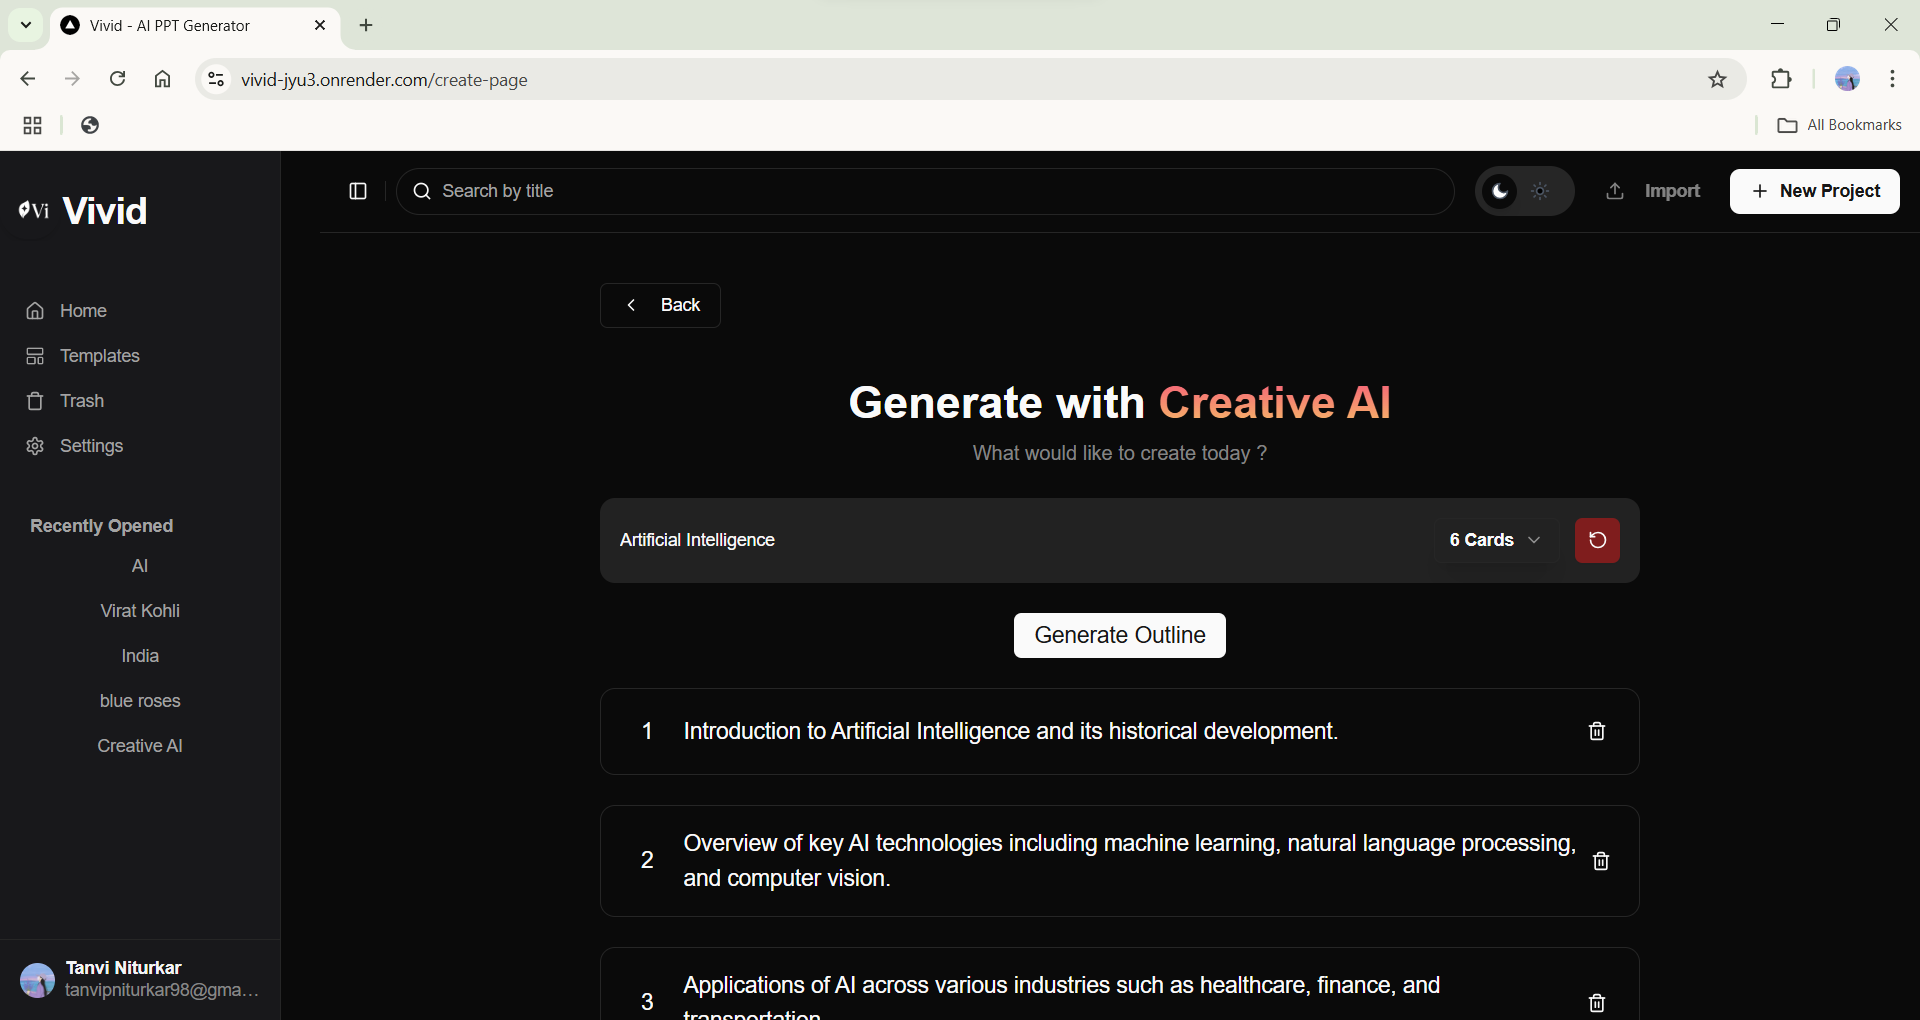 Vivid - AI PPT Generator
vivid-jyu3.onrender.com/create-page
All Bookmarks
Vi Vivid
Search by title
Import
New Project
Home
Templates
Trash
Settings
Recently Opened
AI
Virat Kohli
India
blue roses
Creative AI
Tanvi Niturkar
tanvipniturkar98@gma...
Back
Generate with Creative AI
What would like to create today ?
Artificial Intelligence
6 Cards
Generate Outline
1 Introduction to Artificial Intelligence and its historical development.
2 Overview of key AI technologies including machine learning, natural language processing,
and computer vision.
3 Applications of AI across various industries such as healthcare, finance, and
transportation.